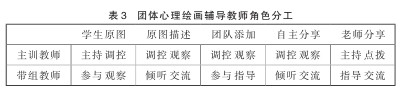 表3 团体心理绘画辅导教师角色分工
学生原图 原图描述 团队添加 自主分享 老师分享
主训教师 主持调控 调控观察 调控观察 调控观察 主持点拨
带组教师 参与观察 倾听交流 参与指导 倾听交流 指导交流